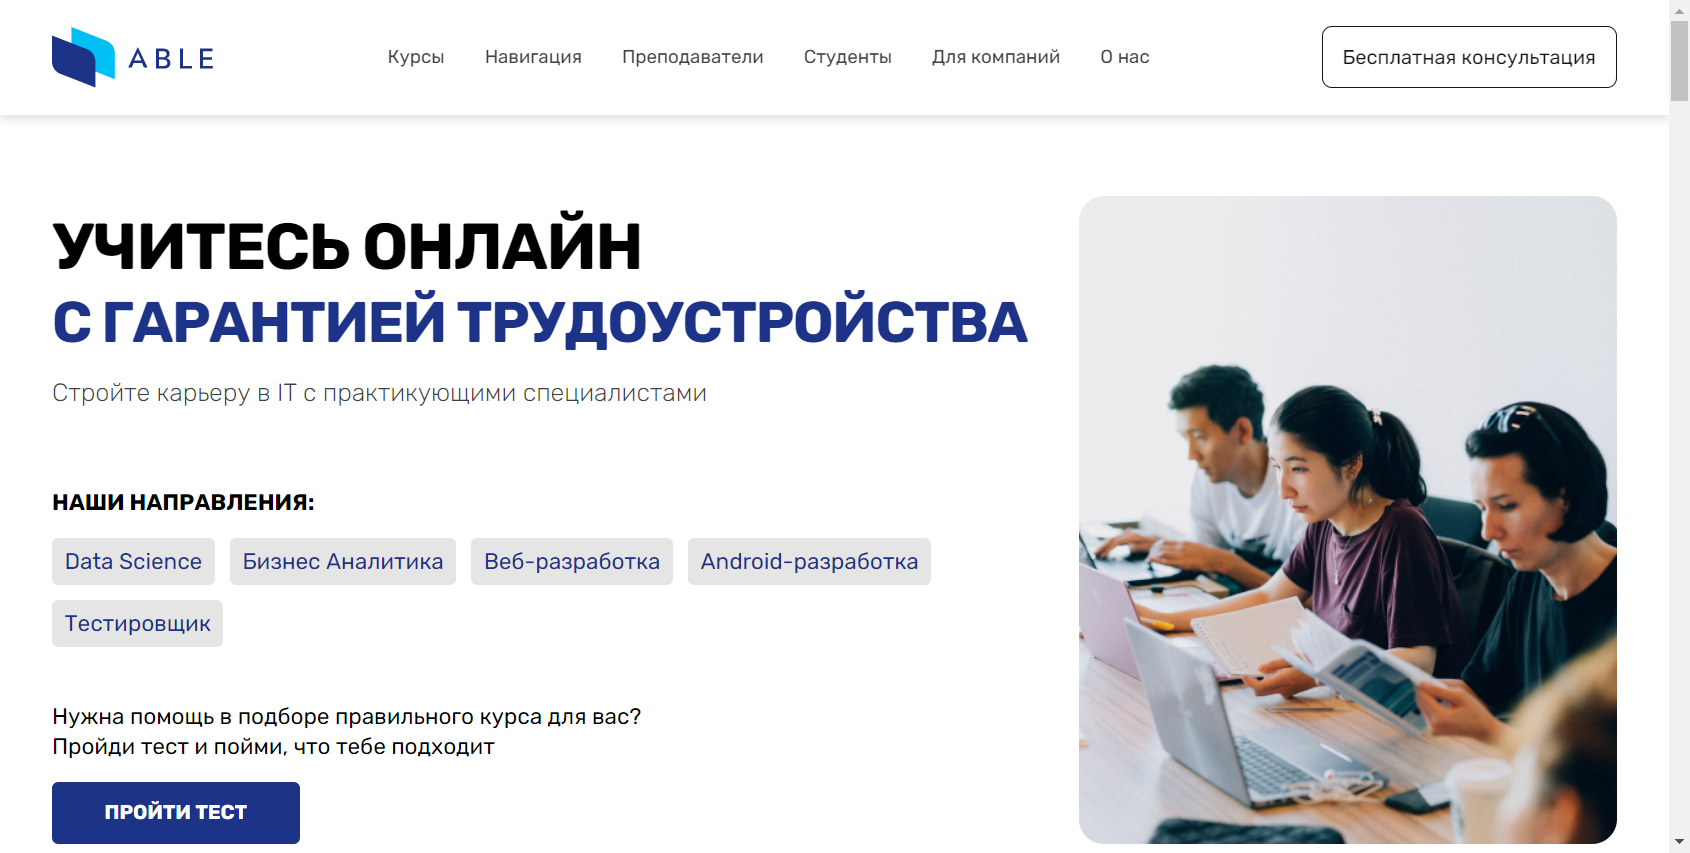 ABLE
Курсы
Навигация
Преподаватели
Студенты
Для компаний
О нас
Бесплатная консультация
УЧИТЕСЬ ОНЛАЙН
С ГАРАНТИЕЙ ТРУДОУСТРОЙСТВА
Стройте карьеру в IT с практикующими специалистами
НАШИ НАПРАВЛЕНИЯ:
Data Science
Бизнес Аналитика
Веб-разработка
Android-разработка
Тестировщик
Нужна помощь в подборе правильного курса для вас?
Пройди тест и пойми, что тебе подходит
ПРОЙТИ ТЕСТ